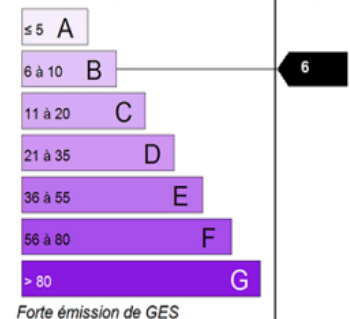 ≤ 5 A
6 à 10 B 6
11 à 20 C
21 à 35 D
36 à 55 E
56 à 80 F
> 80 G
Forte émission de GES